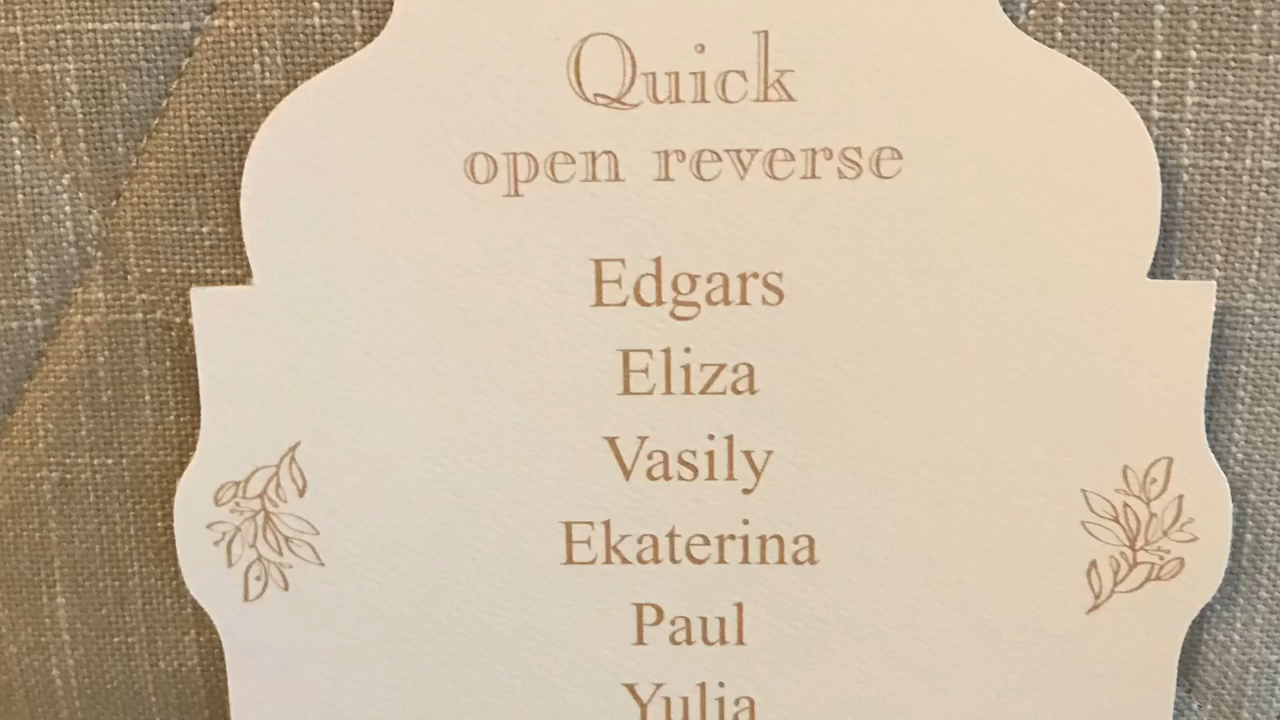 Quick
open reverse
Edgars
Eliza
Vasily
Ekaterina
Paul
Yulia